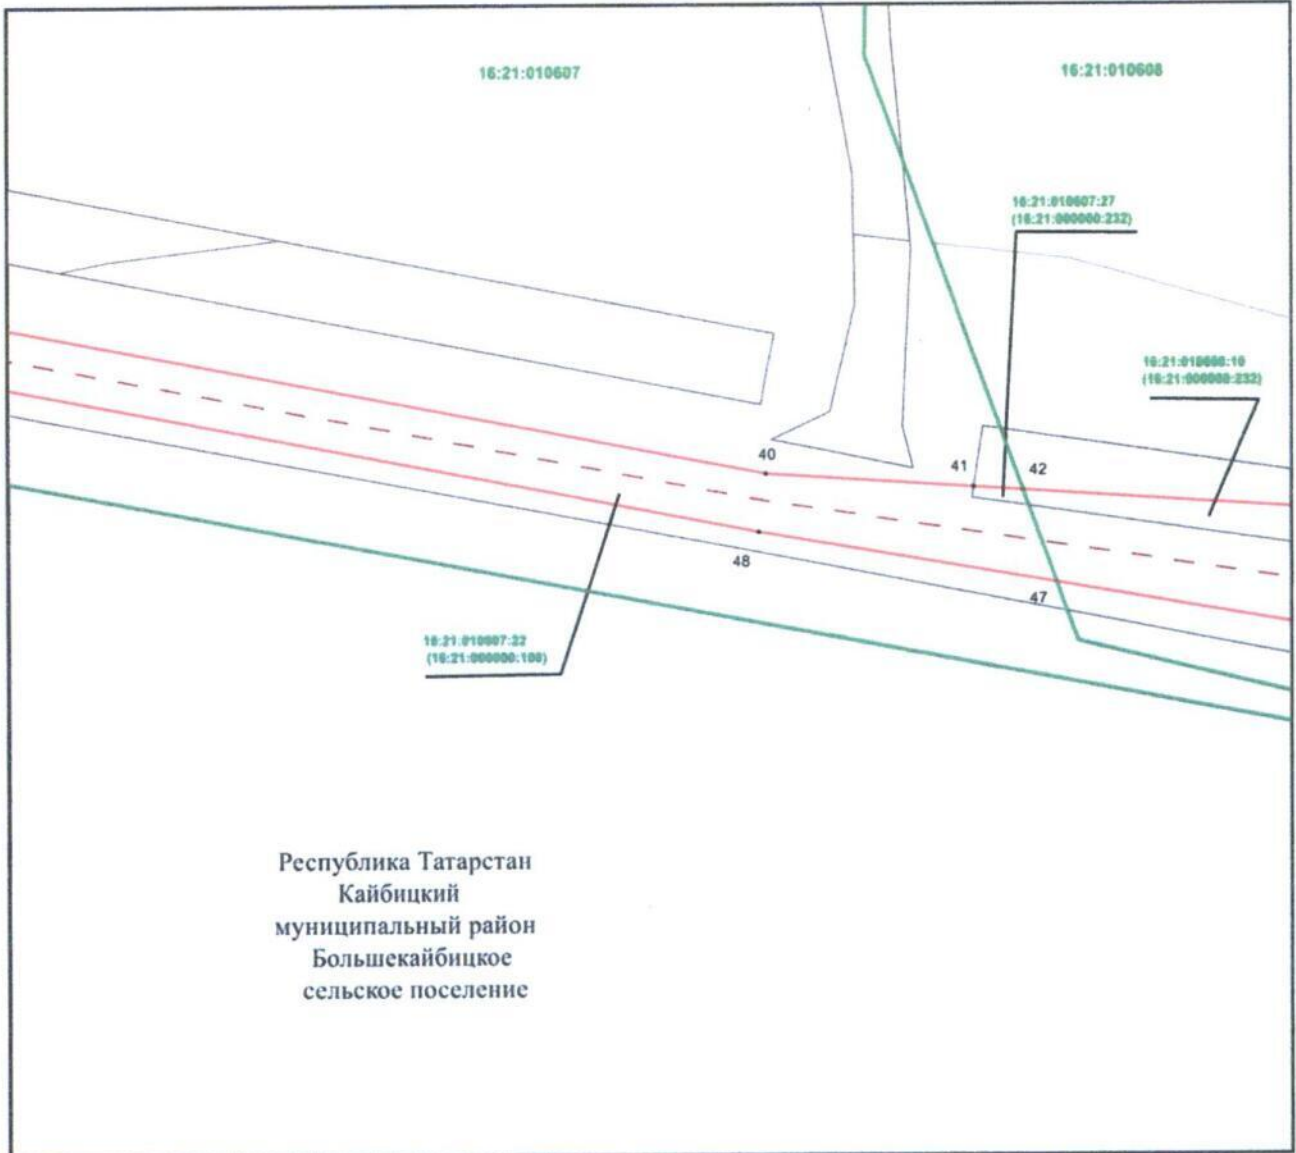 16:21:010607
16:21:010608
16:21:010607:27
(16:21:000000:232)
16:21:010608:10
(16:21:000000:232)
40
41
42
48
47
16:21:010607:22
(16:21:000000:100)
Республика Татарстан
Кайбицкий
муниципальный район
Большекайбицкое
сельское поселение